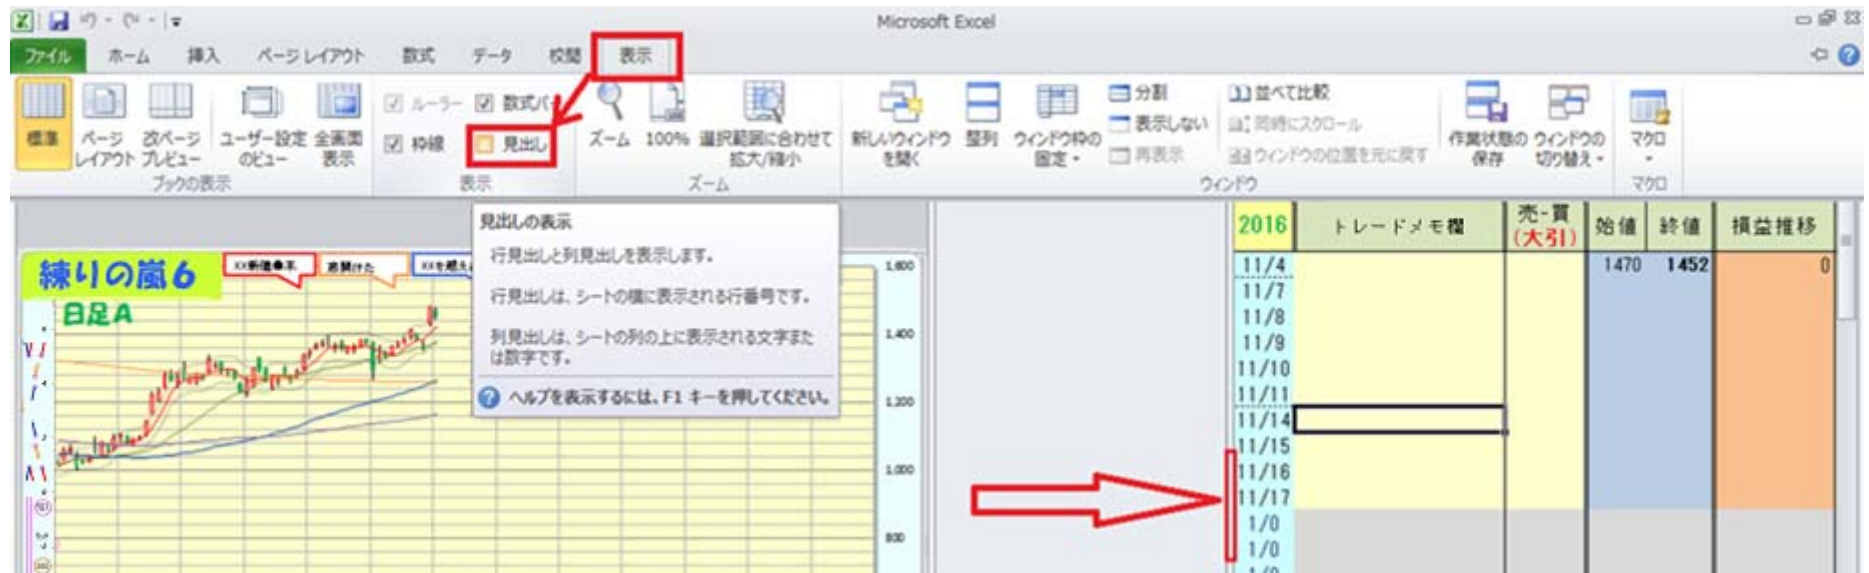 Microsoft Excel
ファイル ホーム 挿入 ページ レイアウト 数式 データ 校閲 表示
標準
ページ レイアウト
改ページ プレビュー
ユーザー設定 のビュー
全画面 表示
ブックの表示
ルーラー
数式バー
枠線
見出し
表示
ズーム
100%
選択範囲に合わせて 拡大/縮小
ズーム
新しいウィンドウ を開く
整列
ウィンドウ枠の 固定
分割
表示しない
再表示
並べて比較
同時にスクロール
ウィンドウの位置を元に戻す
作業状態の 保存
ウィンドウの 切り替え
ウィンドウ
マクロ
マクロ
見出しの表示
行見出しと列見出しを表示します。
行見出しは、シートの横に表示される行番号です。
列見出しは、シートの列の上に表示される文字また
は数字です。
ヘルプを表示するには、F1 キーを押してください。
練りの嵐6
日足A
1,600
1,400
1,200
1,000
800
2016 トレードメモ欄 売-買 (大引) 始値 終値 損益推移
11/4 1470 1452 0
11/7
11/8
11/9
11/10
11/11
11/14
11/15
11/16
11/17
1/0
1/0